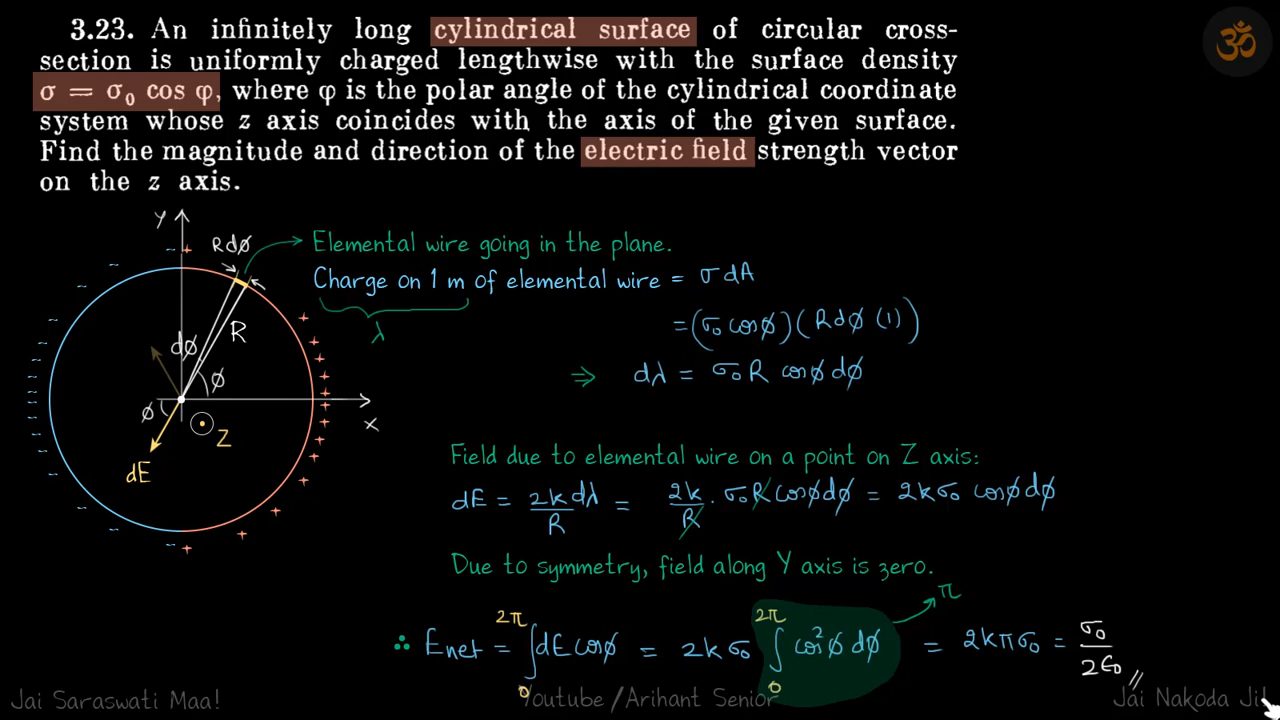 3.23. An infinitely long cylindrical surface of circular cross-
section is uniformly charged lengthwise with the surface density
σ = σ₀ cos φ, where φ is the polar angle of the cylindrical coordinate
system whose z axis coincides with the axis of the given surface.
Find the magnitude and direction of the electric field strength vector
on the z axis.
ॐ
Y
Rdϕ
R
dϕ
ϕ
ϕ
X
Z
dE
Elemental wire going in the plane.
Charge on 1 m of elemental wire = σ dA
λ
= (σ₀ cosϕ) (Rdϕ (1))
⇒ dλ = σ₀R cosϕ dϕ
Field due to elemental wire on a point on Z axis:
dE = 2k dλ / R = 2k / R . σ₀R cosϕ dϕ = 2kσ₀ cosϕ dϕ
Due to symmetry, field along Y axis is zero.
π
∴ Enet = ∫₀^2π dE cosϕ = 2kσ₀ ∫₀^2π cos²ϕ dϕ = 2kπσ₀ = σ₀ / 2ε₀ //
Jai Saraswati Maa! Youtube/Arihant Senior Jai Nakoda Ji!